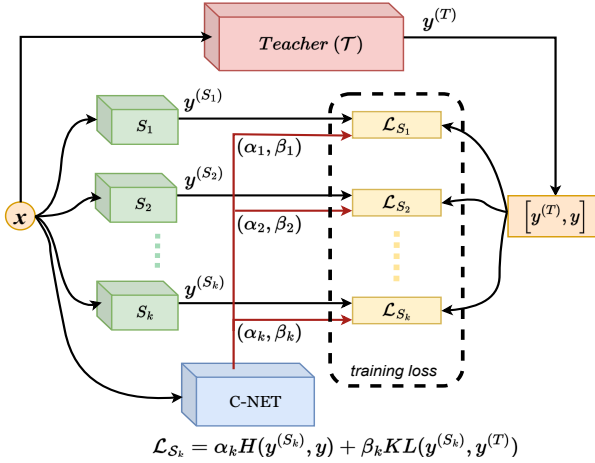 Teacher (𝒯)
y^{(T)}
y^{(S_1)}
S_1
ℒ_{S_1}
(α_1, β_1)
y^{(S_2)}
S_2
ℒ_{S_2}
x
[y^{(T)}, y]
(α_2, β_2)
y^{(S_k)}
S_k
ℒ_{S_k}
(α_k, β_k)
training loss
C-NET
ℒ_{𝒮_k} = α_k H(y^{(S_k)}, y) + β_k KL(y^{(S_k)}, y^{(T)})